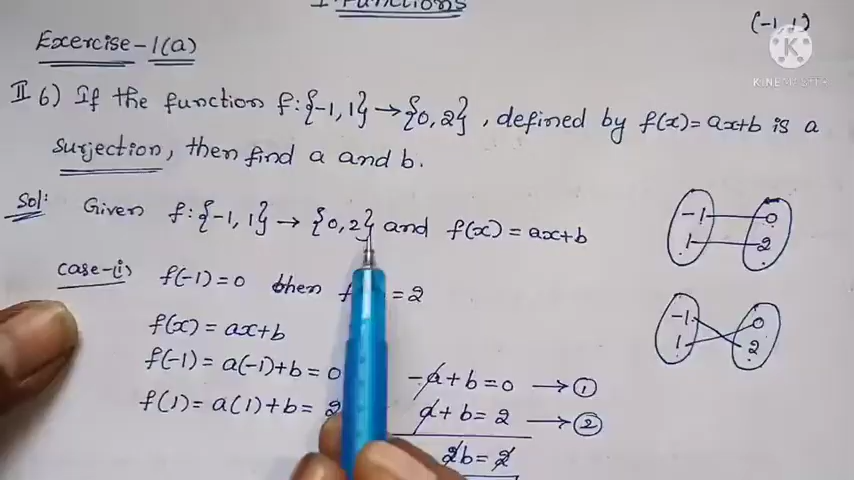 I Functions
(-1,1)
KINEMASTER
Exercise-1(a)
II 6) If the function f:{-1,1}→{0,2}, defined by f(x)=ax+b is a
surjection, then find a and b.
Sol: Given f:{-1,1}→{0,2} and f(x)=ax+b
-1 0
1 2
case-(i) f(-1)=0 then =2
-1 0
1 2
f(x)=ax+b
f(-1)=a(-1)+b=0 -a+b=0 → ①
f(1)=a(1)+b=2 a+b=2 → ②
2b=2